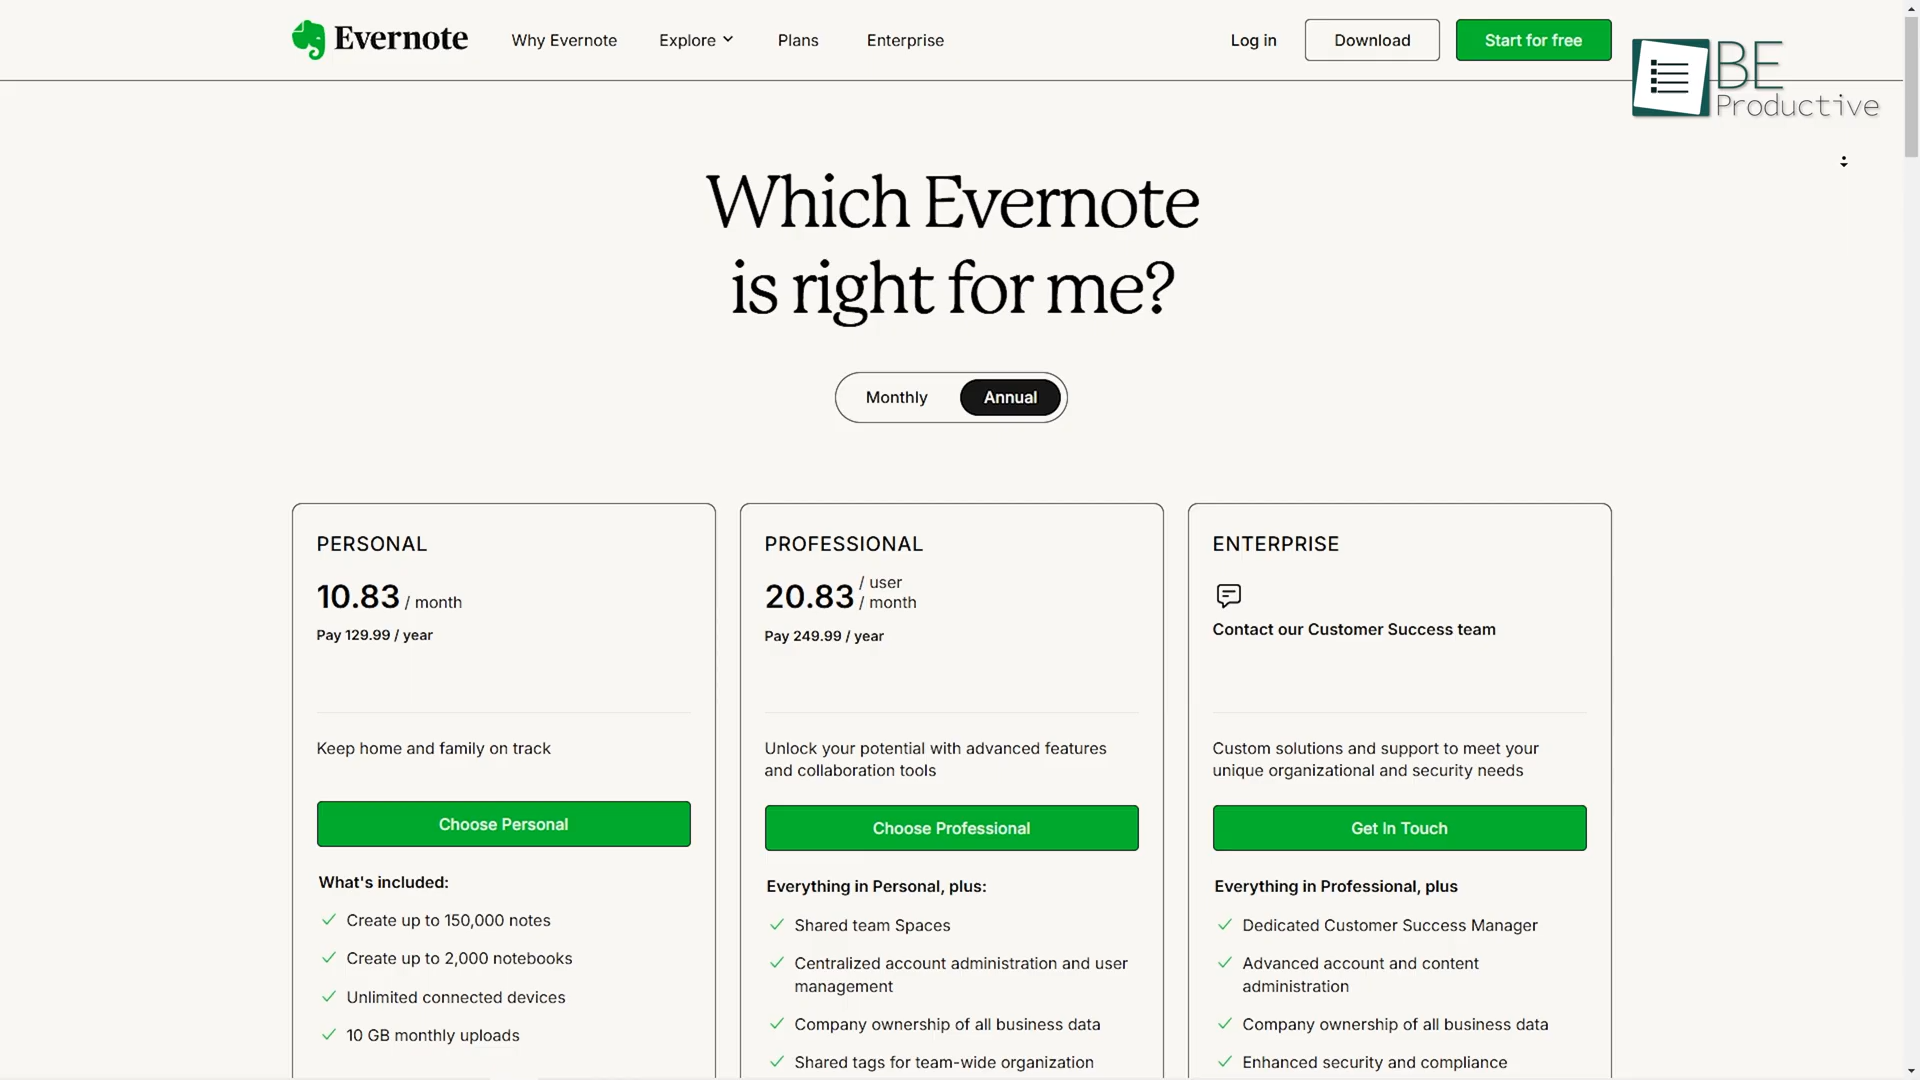 Evernote
Why Evernote
Explore
Plans
Enterprise
Log in
Download
Start for free
BE
Productive
Which Evernote
is right for me?
Monthly
Annual
PERSONAL
10.83 / month
Pay 129.99 / year
Keep home and family on track
Choose Personal
What's included:
Create up to 150,000 notes
Create up to 2,000 notebooks
Unlimited connected devices
10 GB monthly uploads
PROFESSIONAL
20.83 / user
/ month
Pay 249.99 / year
Unlock your potential with advanced features
and collaboration tools
Choose Professional
Everything in Personal, plus:
Shared team Spaces
Centralized account administration and user
management
Company ownership of all business data
Shared tags for team-wide organization
ENTERPRISE
Contact our Customer Success team
Custom solutions and support to meet your
unique organizational and security needs
Get In Touch
Everything in Professional, plus
Dedicated Customer Success Manager
Advanced account and content
administration
Company ownership of all business data
Enhanced security and compliance